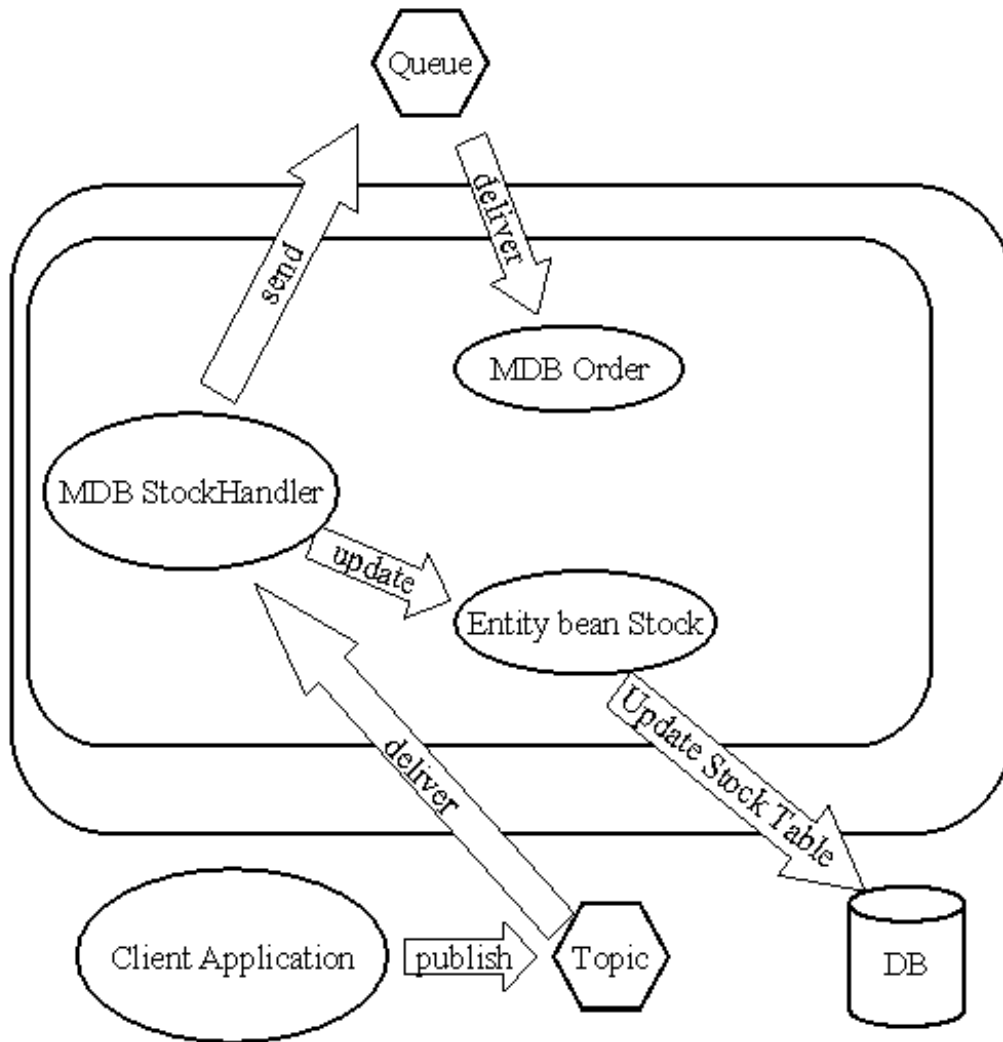 Queue
send
deliver
MDB Order
MDB StockHandler
update
Entity bean Stock
Update Stock Table
deliver
Client Application
publish
Topic
DB